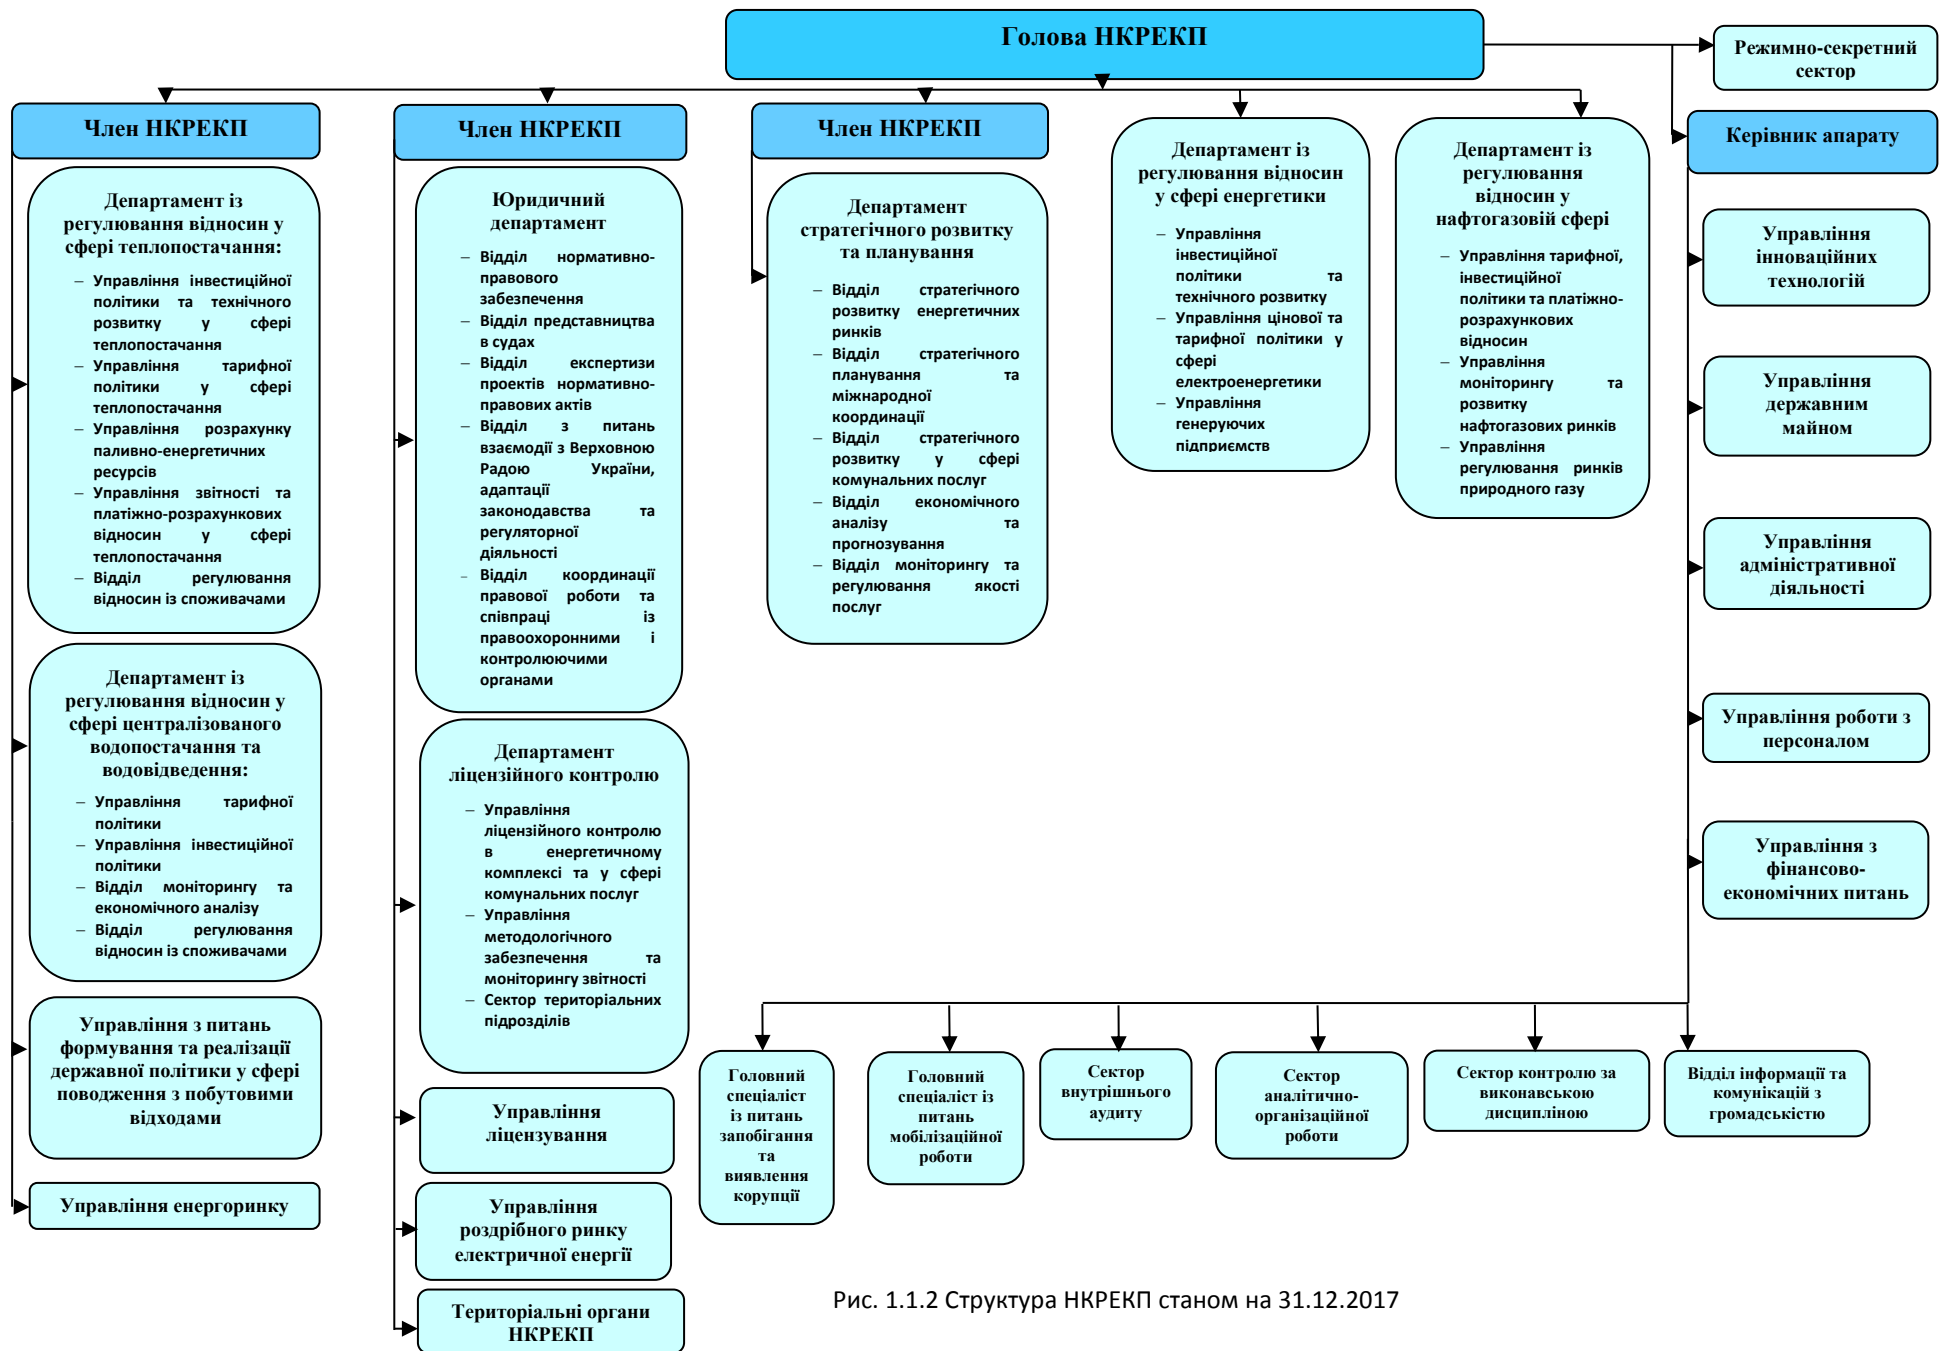 Голова НКРЕКП
Режимно-секретний
сектор
Член НКРЕКП
Член НКРЕКП
Член НКРЕКП
Керівник апарату
Департамент із
регулювання відносин у
сфері теплопостачання:
– Управління інвестиційної
політики та технічного
розвитку у сфері
теплопостачання
– Управління тарифної
політики у сфері
теплопостачання
– Управління розрахунку
паливно-енергетичних
ресурсів
– Управління звітності та
платіжно-розрахункових
відносин у сфері
теплопостачання
– Відділ регулювання
відносин із споживачами
Департамент із
регулювання відносин у
сфері централізованого
водопостачання та
водовідведення:
– Управління тарифної
політики
– Управління інвестиційної
політики
– Відділ моніторингу та
економічного аналізу
– Відділ регулювання
відносин із споживачами
Управління з питань
формування та реалізації
державної політики у сфері
поводження з побутовими
відходами
Управління енергоринку
Юридичний
департамент
– Відділ нормативно-
правового
забезпечення
– Відділ представництва
в судах
– Відділ експертизи
проектів нормативно-
правових актів
– Відділ з питань
взаємодії з Верховною
Радою України,
адаптації
законодавства та
регуляторної
діяльності
– Відділ координації
правової роботи та
співпраці із
правоохоронними і
контролюючими
органами
Департамент
ліцензійного контролю
– Управління
ліцензійного контролю
в енергетичному
комплексі та у сфері
комунальних послуг
– Управління
методологічного
забезпечення та
моніторингу звітності
– Сектор територіальних
підрозділів
Управління
ліцензування
Управління
роздрібного ринку
електричної енергії
Територіальні органи
НКРЕКП
Департамент
стратегічного розвитку
та планування
– Відділ стратегічного
розвитку енергетичних
ринків
– Відділ стратегічного
планування та
міжнародної
координації
– Відділ стратегічного
розвитку у сфері
комунальних послуг
– Відділ економічного
аналізу та
прогнозування
– Відділ моніторингу та
регулювання якості
послуг
Департамент із
регулювання відносин
у сфері енергетики
– Управління
інвестиційної
політики та
технічного розвитку
– Управління цінової та
тарифної політики у
сфері
електроенергетики
– Управління
генеруючих
підприємств
Департамент із
регулювання
відносин у
нафтогазовій сфері
– Управління тарифної,
інвестиційної
політики та платіжно-
розрахункових
відносин
– Управління
моніторингу та
розвитку
нафтогазових ринків
– Управління
регулювання ринків
природного газу
Управління
інноваційних
технологій
Управління
державним
майном
Управління
адміністративної
діяльності
Управління роботи з
персоналом
Управління з
фінансово-
економічних питань
Головний
спеціаліст
із питань
запобігання
та
виявлення
корупції
Головний
спеціаліст із
питань
мобілізаційної
роботи
Сектор
внутрішнього
аудиту
Сектор
аналітично-
організаційної
роботи
Сектор контролю за
виконавською
дисципліною
Відділ інформації та
комунікацій з
громадськістю
Рис. 1.1.2 Структура НКРЕКП станом на 31.12.2017